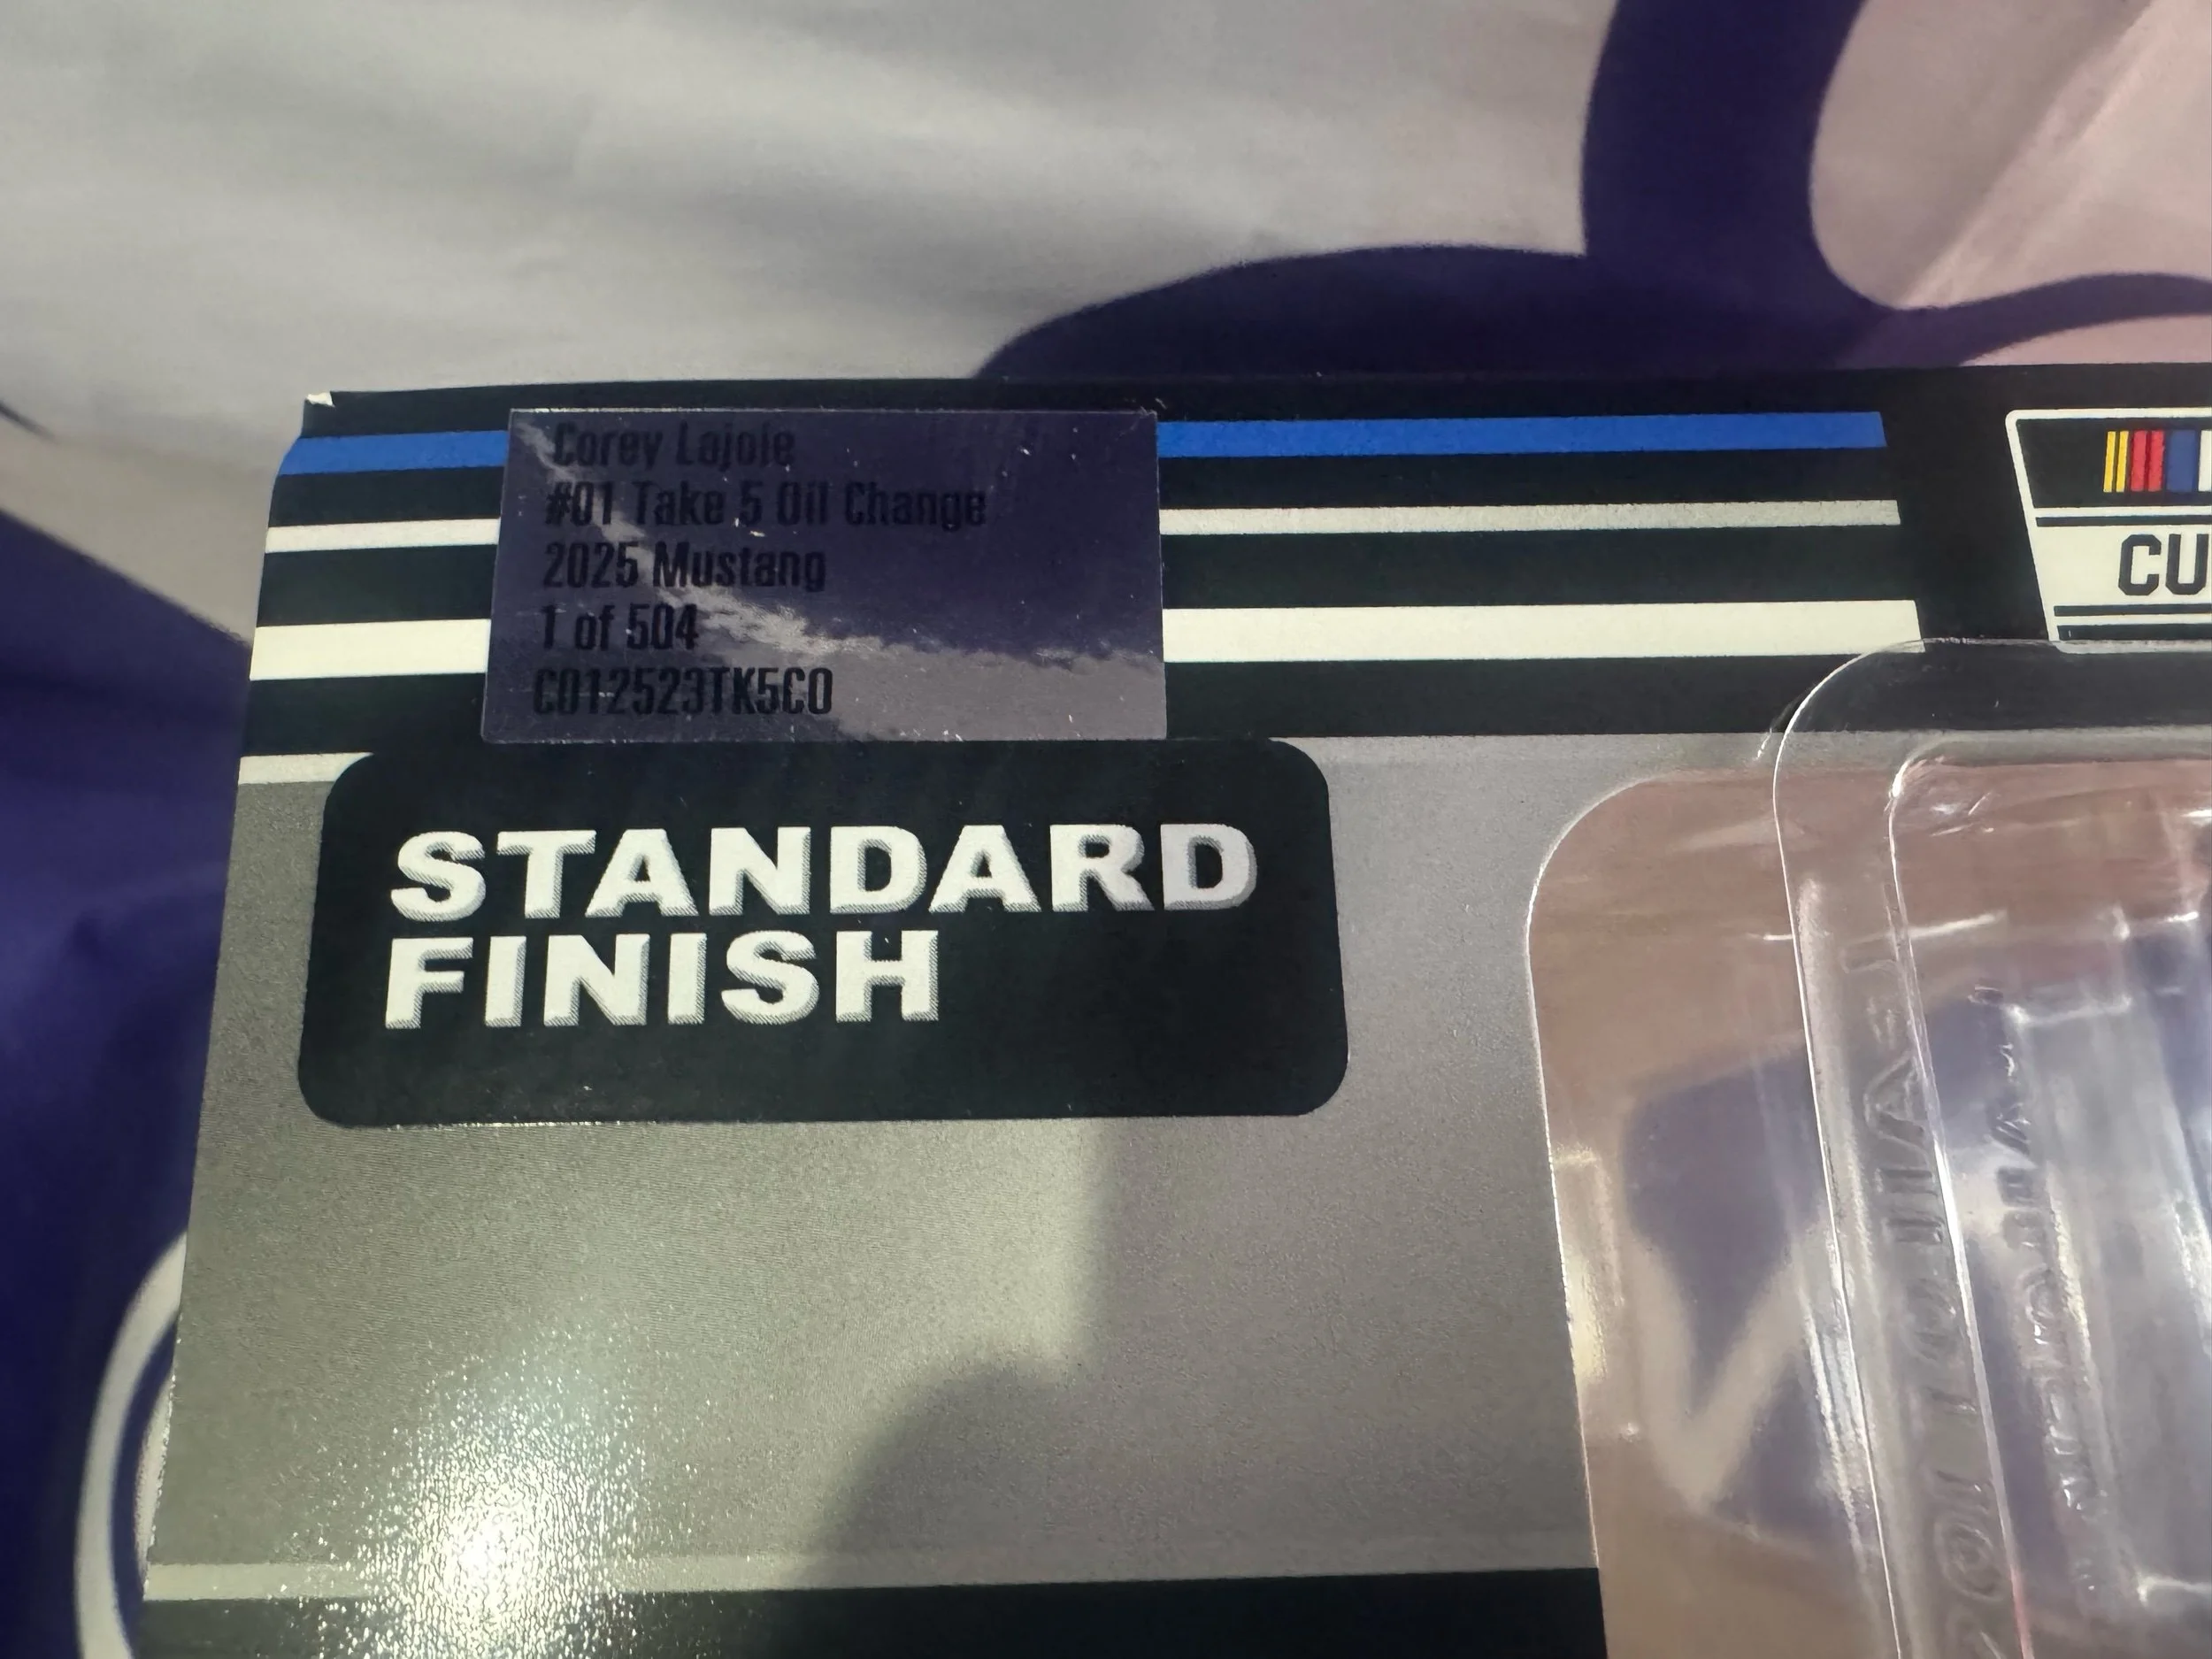 Corey Lajoie
#01 Take 5 Oil Change
2025 Mustang
1 of 504
C012523TK5CO
CU
STANDARD
FINISH